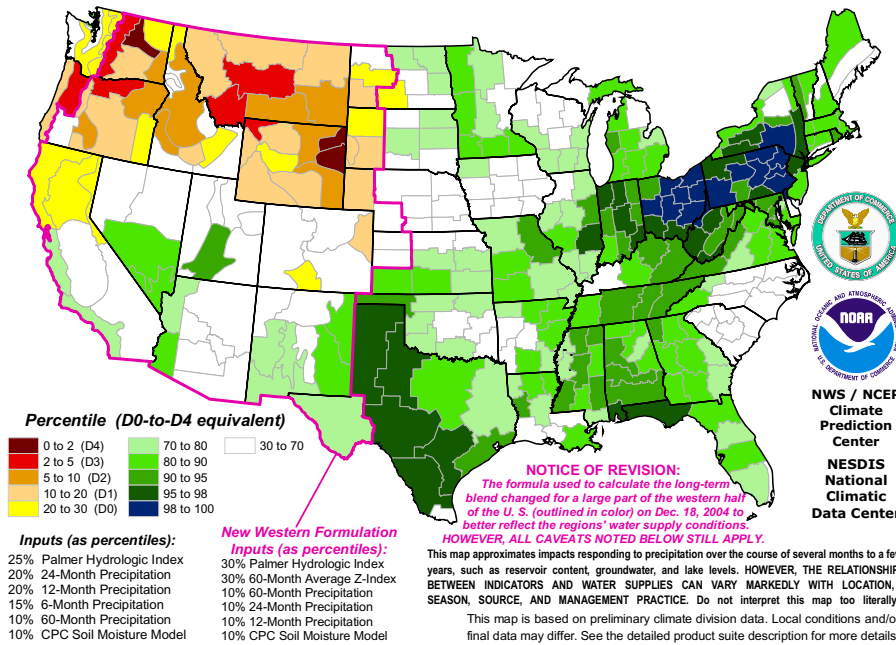 DEPARTMENT OF COMMERCE
UNITED STATES OF AMERICA
NATIONAL OCEANIC AND ATMOSPHERIC
NOAA
U.S. DEPARTMENT OF COMMERCE
NWS / NCEP
Climate
Prediction
Center
NESDIS
National
Climatic
Data Center
Percentile (D0-to-D4 equivalent)
0 to 2 (D4)
2 to 5 (D3)
5 to 10 (D2)
10 to 20 (D1)
20 to 30 (D0)
70 to 80
80 to 90
90 to 95
95 to 98
98 to 100
30 to 70
Inputs (as percentiles):
25% Palmer Hydrologic Index
20% 24-Month Precipitation
20% 12-Month Precipitation
15% 6-Month Precipitation
10% 60-Month Precipitation
10% CPC Soil Moisture Model
New Western Formulation
Inputs (as percentiles):
30% Palmer Hydrologic Index
30% 60-Month Average Z-Index
10% 60-Month Precipitation
10% 24-Month Precipitation
10% 12-Month Precipitation
10% CPC Soil Moisture Model
NOTICE OF REVISION:
The formula used to calculate the long-term
blend changed for a large part of the western half
of the U. S. (outlined in color) on Dec. 18, 2004 to
better reflect the regions' water supply conditions.
HOWEVER, ALL CAVEATS NOTED BELOW STILL APPLY.
This map approximates impacts responding to precipitation over the course of several months to a few
years, such as reservoir content, groundwater, and lake levels. HOWEVER, THE RELATIONSHIP
BETWEEN INDICATORS AND WATER SUPPLIES CAN VARY MARKEDLY WITH LOCATION,
SEASON, SOURCE, AND MANAGEMENT PRACTICE. Do not interpret this map too literally
This map is based on preliminary climate division data. Local conditions and/o
final data may differ. See the detailed product suite description for more details